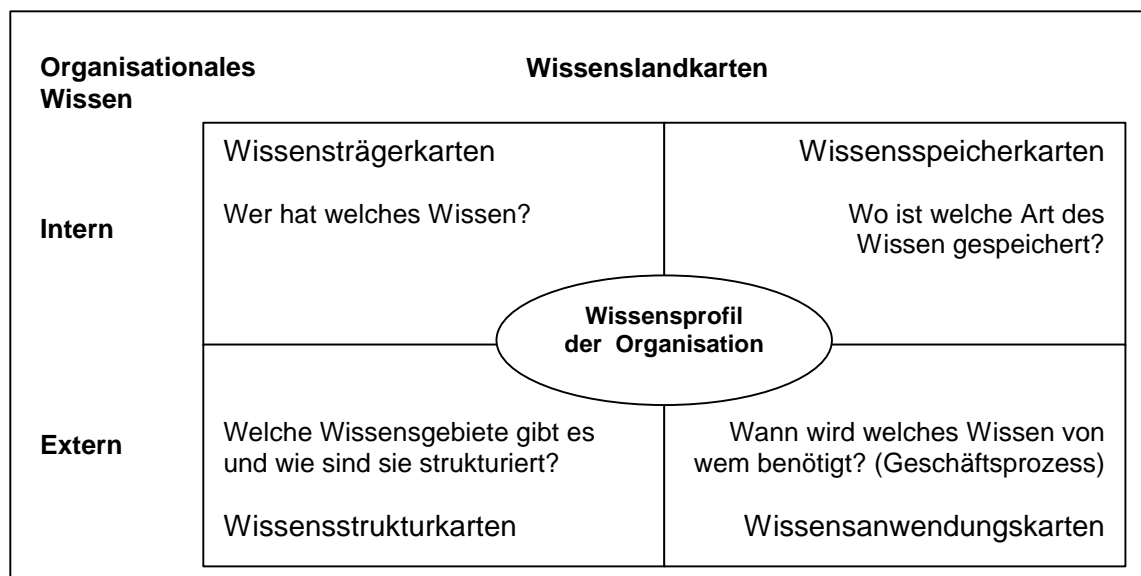 Organisationales
Wissen
Wissenslandkarten
Wissensträgerkarten
Wissensspeicherkarten
Intern
Wer hat welches Wissen?
Wo ist welche Art des
Wissen gespeichert?
Wissensprofil
der Organisation
Extern
Welche Wissensgebiete gibt es
und wie sind sie strukturiert?
Wann wird welches Wissen von
wem benötigt? (Geschäftsprozess)
Wissensstrukturkarten
Wissensanwendungskarten